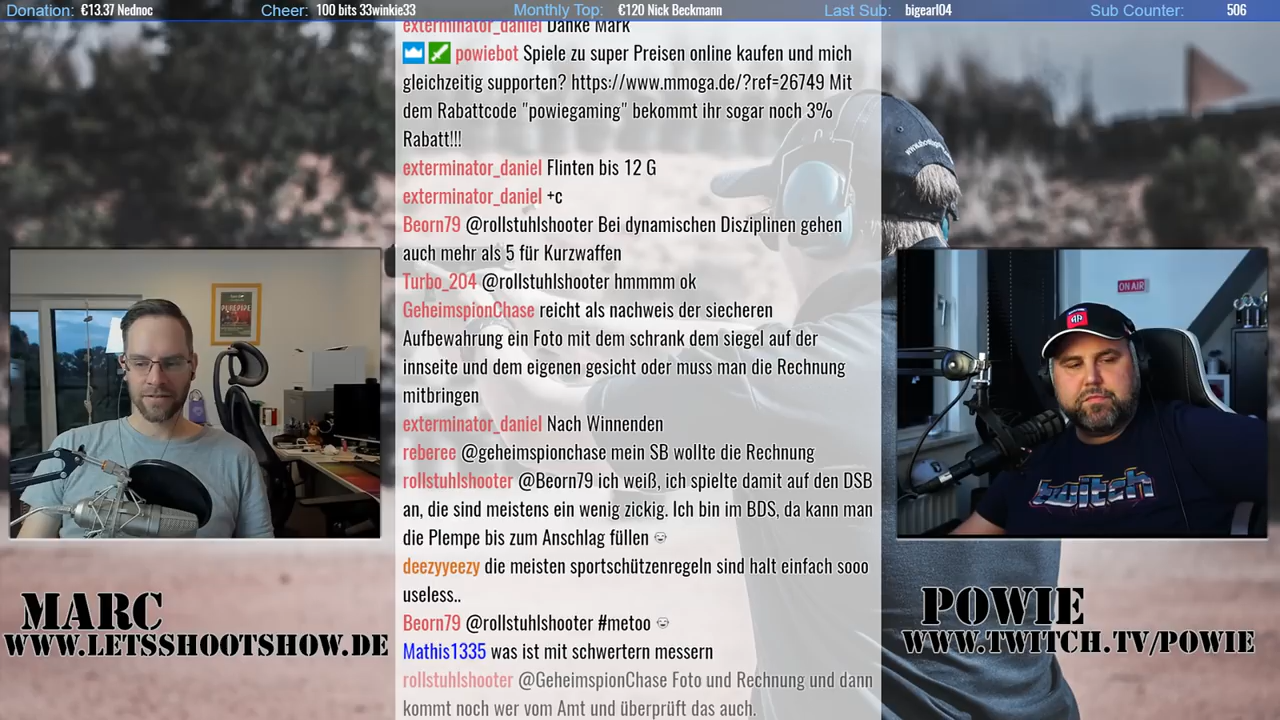 Donation: €13.37 Nednoc Cheer: 100 bits 33winkie33 Monthly Top: €120 Nick Beckmann Last Sub: bigearl04 Sub Counter: 506
exterminator_daniel Danke Mark
powiebot Spiele zu super Preisen online kaufen und mich
gleichzeitig supporten? https://www.mmoga.de/?ref=26749 Mit
dem Rabattcode "powiegaming" bekommt ihr sogar noch 3%
Rabatt!!!
exterminator_daniel Flinten bis 12 G
exterminator_daniel +c
Beorn79 @rollstuhlshooter Bei dynamischen Disziplinen gehen
auch mehr als 5 für Kurzwaffen
Turbo_204 @rollstuhlshooter hmmmm ok
GeheimspionChase reicht als nachweis der siecheren
Aufbewahrung ein Foto mit dem schrank dem siegel auf der
innseite und dem eigenen gesicht oder muss man die Rechnung
mitbringen
exterminator_daniel Nach Winnenden
reberee @geheimspionchase mein SB wollte die Rechnung
rollstuhlshooter @Beorn79 ich weiß, ich spielte damit auf den DSB
an, die sind meistens ein wenig zickig. Ich bin im BDS, da kann man
die Plempe bis zum Anschlag füllen
deezyyeezy die meisten sportschützenregeln sind halt einfach sooo
useless..
Beorn79 @rollstuhlshooter #metoo
Mathis1335 was ist mit schwertern messern
rollstuhlshooter @GeheimspionChase Foto und Rechnung und dann
kommt noch wer vom Amt und überprüft das auch.
ON AIR
twitch
MARC
WWW.LETSSHOOTSHOW.DE
POWIE
WWW.TWITCH.TV/POWIE